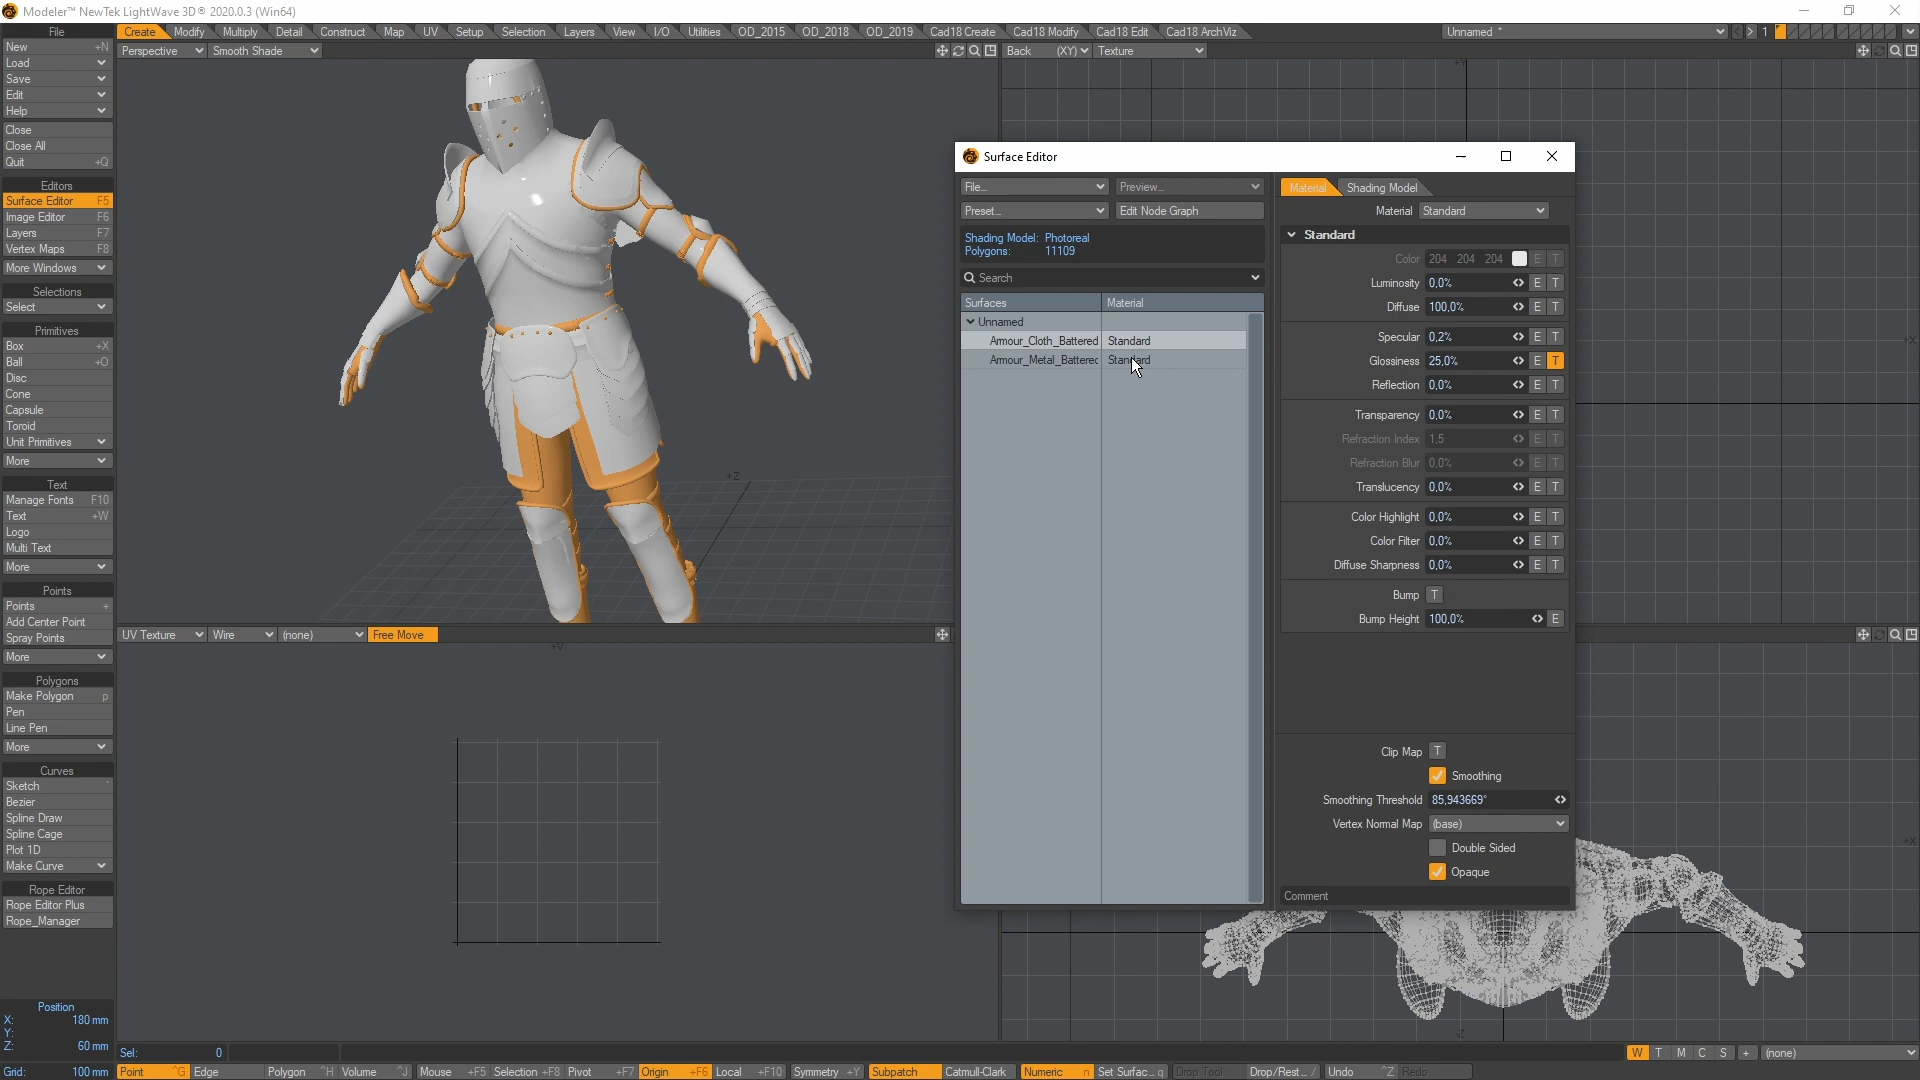 Modeler™ NewTek LightWave 3D® 2020.0.3 (Win64)
File Create Modify Multiply Detail Construct Map UV Setup Selection Layers View I/O Utilities OD_2015 OD_2018 OD_2019 Cad18 Create Cad18 Modify Cad18 Edit Cad18 ArchViz Unnamed * 1
New +N
Perspective Smooth Shade
Back (XY) Texture
Load
Save
Edit
Help
Close
Close All
Quit +Q
Editors
Surface Editor F5
Image Editor F6
Layers F7
Vertex Maps F8
More Windows
Selections
Select
Primitives
Box +X
Ball +O
Disc
Cone
Capsule
Toroid
Unit Primitives
More
Text
Manage Fonts F10
Text +W
Logo
Multi Text
More
Points
Points +
Add Center Point
Spray Points
More
Polygons
Make Polygon p
Pen
Line Pen
More
Curves
Sketch `
Bezier
Spline Draw
Spline Cage
Plot 1D
Make Curve
Rope Editor
Rope Editor Plus
Rope_Manager
Position
X: 180 mm
Y:
Z: 60 mm
Grid: 100 mm
+Z
+Y
+X
UV Texture Wire (none) Free Move
+V
Surface Editor
File... Preview...
Preset... Edit Node Graph
Shading Model: Photoreal
Polygons: 11109
Search
Surfaces Material
Unnamed
Armour_Cloth_Battered Standard
Armour_Metal_Battered Standard
Material Shading Model
Material Standard
Standard
Color 204 204 204 E T
Luminosity 0,0% E T
Diffuse 100,0% E T
Specular 0,2% E T
Glossiness 25,0% E T
Reflection 0,0% E T
Transparency 0,0% E T
Refraction Index 1,5 E T
Refraction Blur 0,0% E T
Translucency 0,0% E T
Color Highlight 0,0% E T
Color Filter 0,0% E T
Diffuse Sharpness 0,0% E T
Bump T
Bump Height 100,0% E
Clip Map T
Smoothing
Smoothing Threshold 85,943669°
Vertex Normal Map (base)
Double Sided
Opaque
Comment
+X
-Z
Sel: 0
W T M C S + (none)
Point ^G Edge Polygon ^H Volume ^J Mouse +F5 Selection +F8 Pivot +F7 Origin +F6 Local +F10 Symmetry +Y Subpatch Catmull-Clark Numeric n Set Surfac... q Drop Tool Drop/Rest... / Undo ^Z Redo